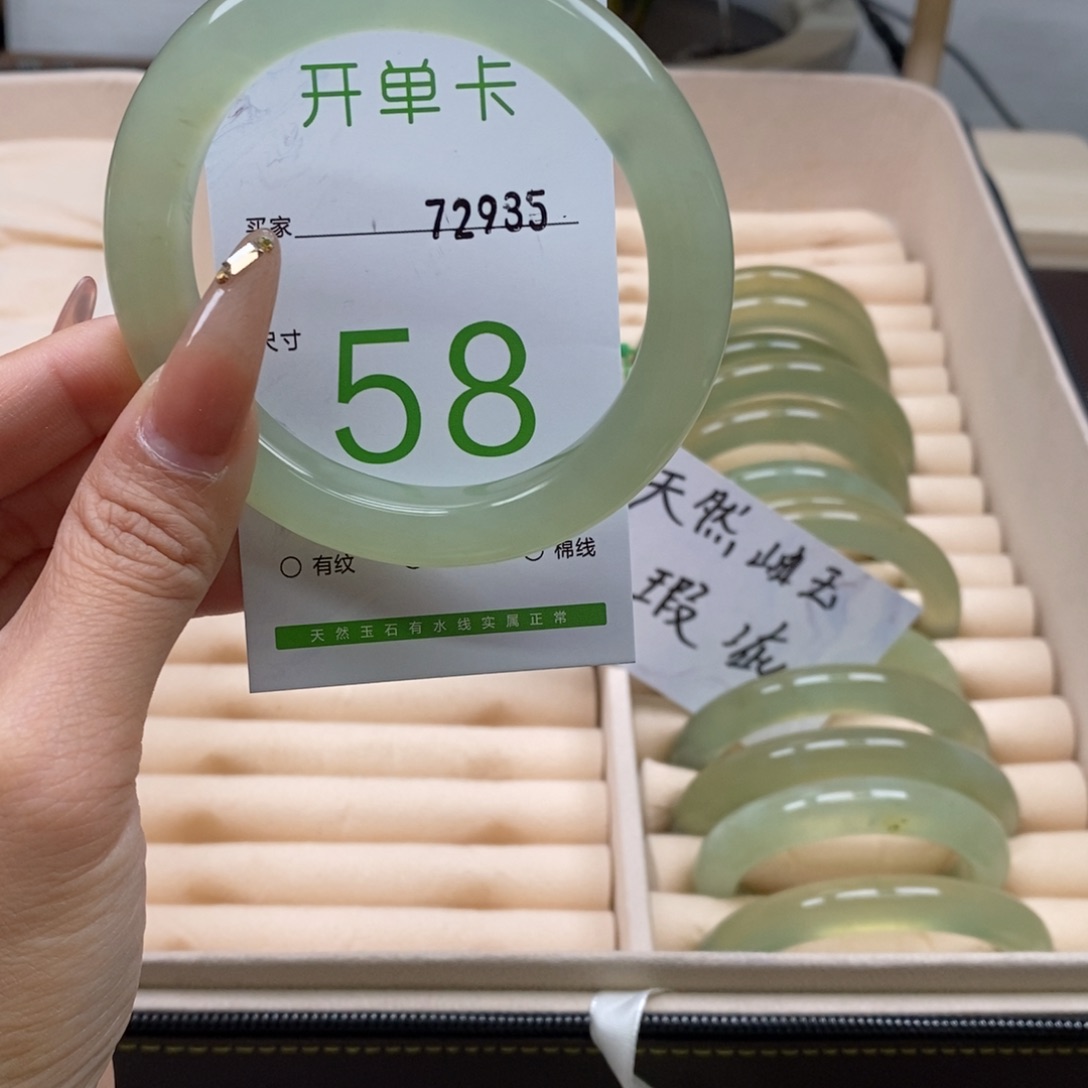 开单卡
买家 72935
尺寸
58
有纹
棉线
天然玉石有水线实属正常
天然岫玉
瑕疵